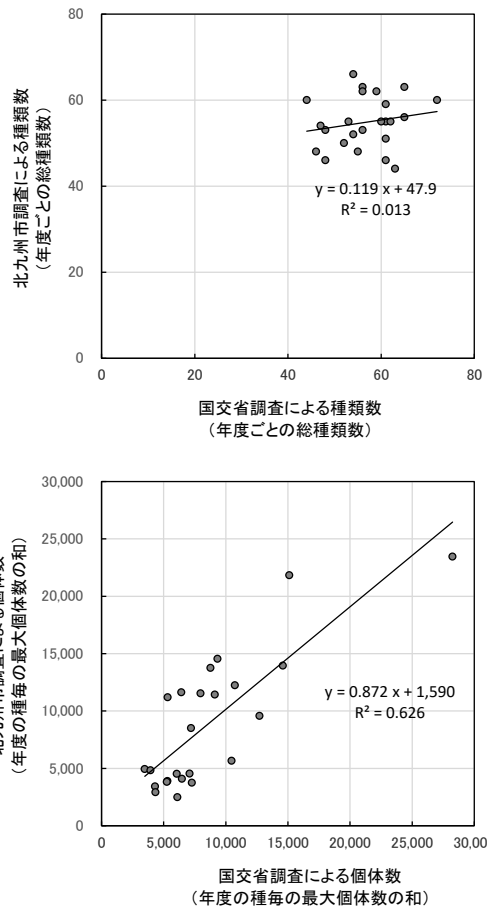 80
60
40
20
0
北九州市調査による種類数
（年度ごとの総種類数）
y = 0.119 x + 47.9
R² = 0.013
0 20 40 60 80
国交省調査による種類数
（年度ごとの総種類数）
30,000
25,000
20,000
15,000
10,000
5,000
0
（年度の種毎の最大個体数の和）
y = 0.872 x + 1,590
R² = 0.626
0 5,000 10,000 15,000 20,000 25,000 30,00
国交省調査による個体数
（年度の種毎の最大個体数の和）